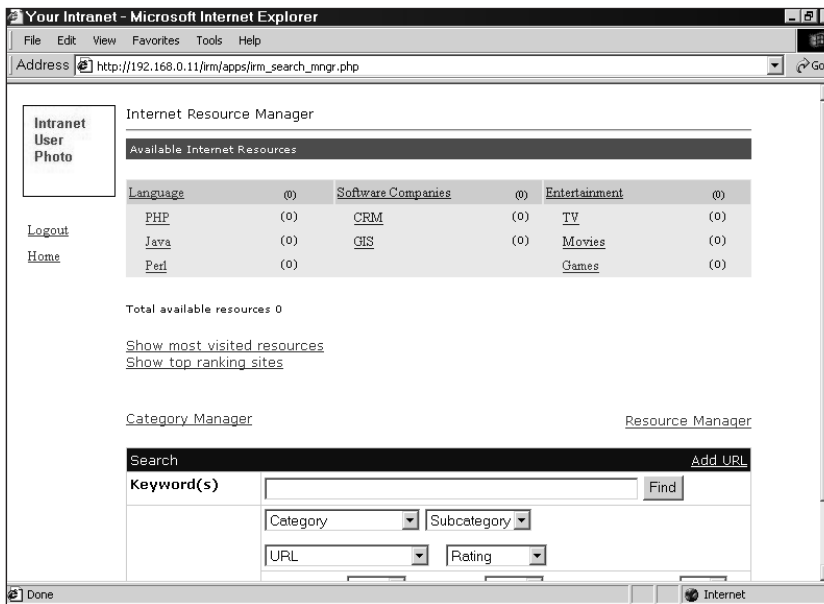 Your Intranet - Microsoft Internet Explorer
File Edit View Favorites Tools Help
Address http://192.168.0.11/irm/apps/irm_search_mngr.php Go
Intranet
User
Photo
Logout
Home
Internet Resource Manager
Available Internet Resources
Language (0) Software Companies (0) Entertainment (0)
PHP (0) CRM (0) TV (0)
Java (0) GIS (0) Movies (0)
Perl (0) Games (0)
Total available resources 0
Show most visited resources
Show top ranking sites
Category Manager Resource Manager
Search Add URL
Keyword(s) Find
Category Subcategory
URL Rating
Done Internet